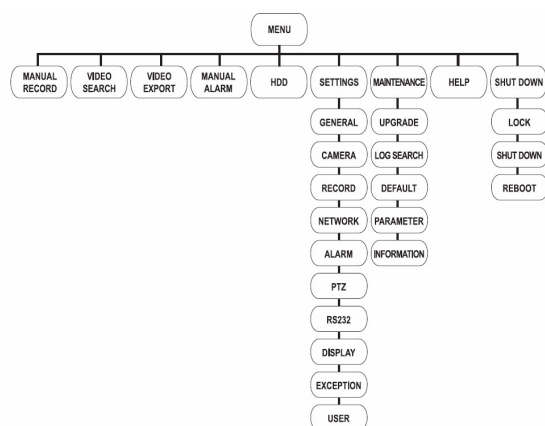 MENU
MANUAL
RECORD
VIDEO
SEARCH
VIDEO
EXPORT
MANUAL
ALARM
HDD
SETTINGS
MAINTENANCE
HELP
SHUT DOWN
GENERAL
CAMERA
RECORD
NETWORK
ALARM
PTZ
RS232
DISPLAY
EXCEPTION
USER
UPGRADE
LOG SEARCH
DEFAULT
PARAMETER
INFORMATION
LOCK
SHUT DOWN
REBOOT